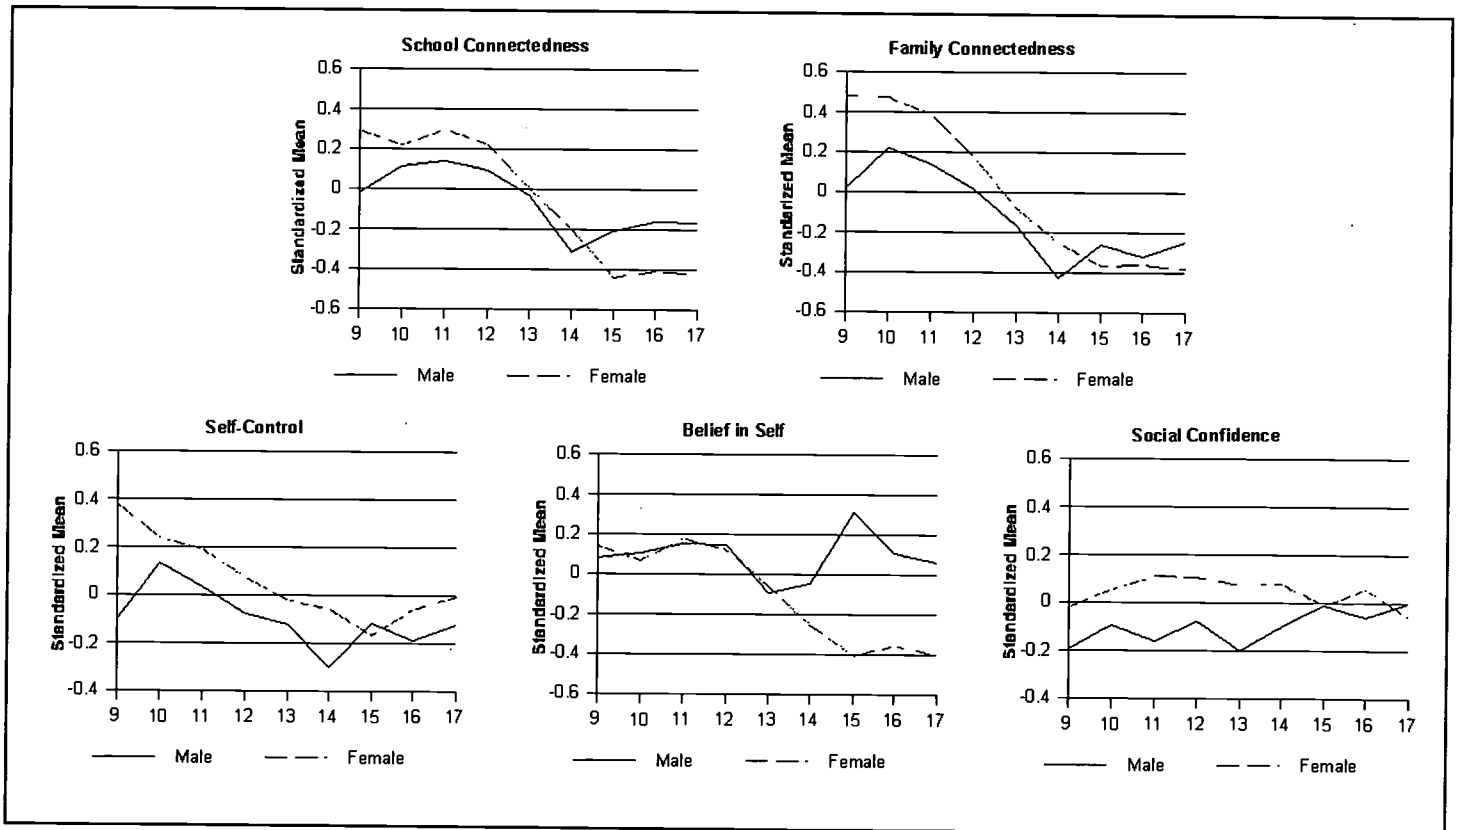 School Connectedness
Standardized Mean
0.6
0.4
0.2
0
-0.2
-0.4
-0.6
9 10 11 12 13 14 15 16 17
Male Female
Family Connectedness
Standarized Mean
0.6
0.4
0.2
0
-0.2
-0.4
-0.6
9 10 11 12 13 14 15 16 17
Male Female
Self-Control
Standardized Mean
0.6
0.4
0.2
0
-0.2
-0.4
9 10 11 12 13 14 15 16 17
Male Female
Belief in Self
Standardized Mean
0.6
0.4
0.2
0
-0.2
-0.4
-0.6
9 10 11 12 13 14 15 16 17
Male Female
Social Confidence
Standardized Mean
0.6
0.4
0.2
0
-0.2
-0.4
9 10 11 12 13 14 15 16 17
Male Female